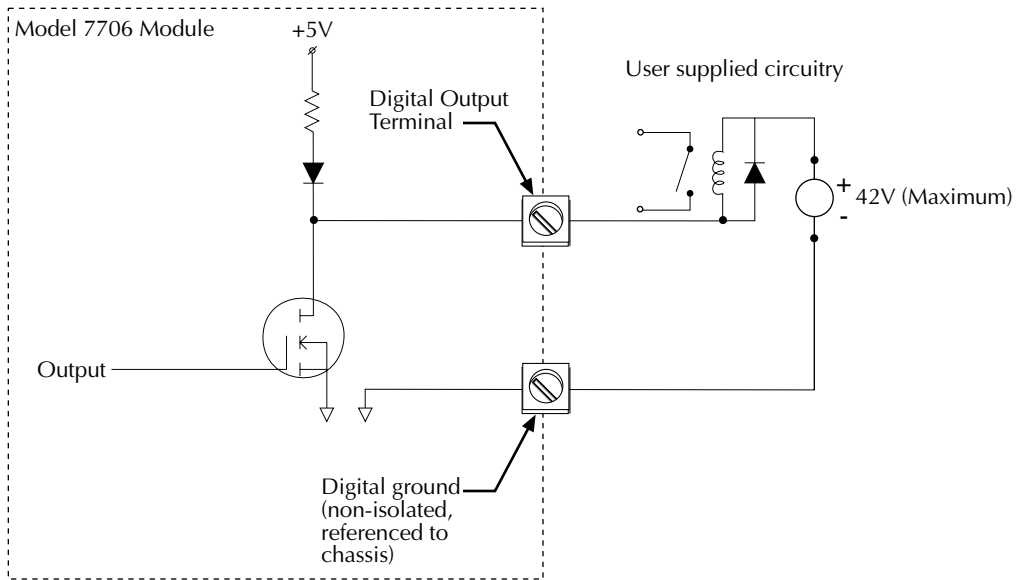 Model 7706 Module
+5V
User supplied circuitry
Digital Output
Terminal
+
42V (Maximum)
-
Output
Digital ground
(non-isolated,
referenced to
chassis)